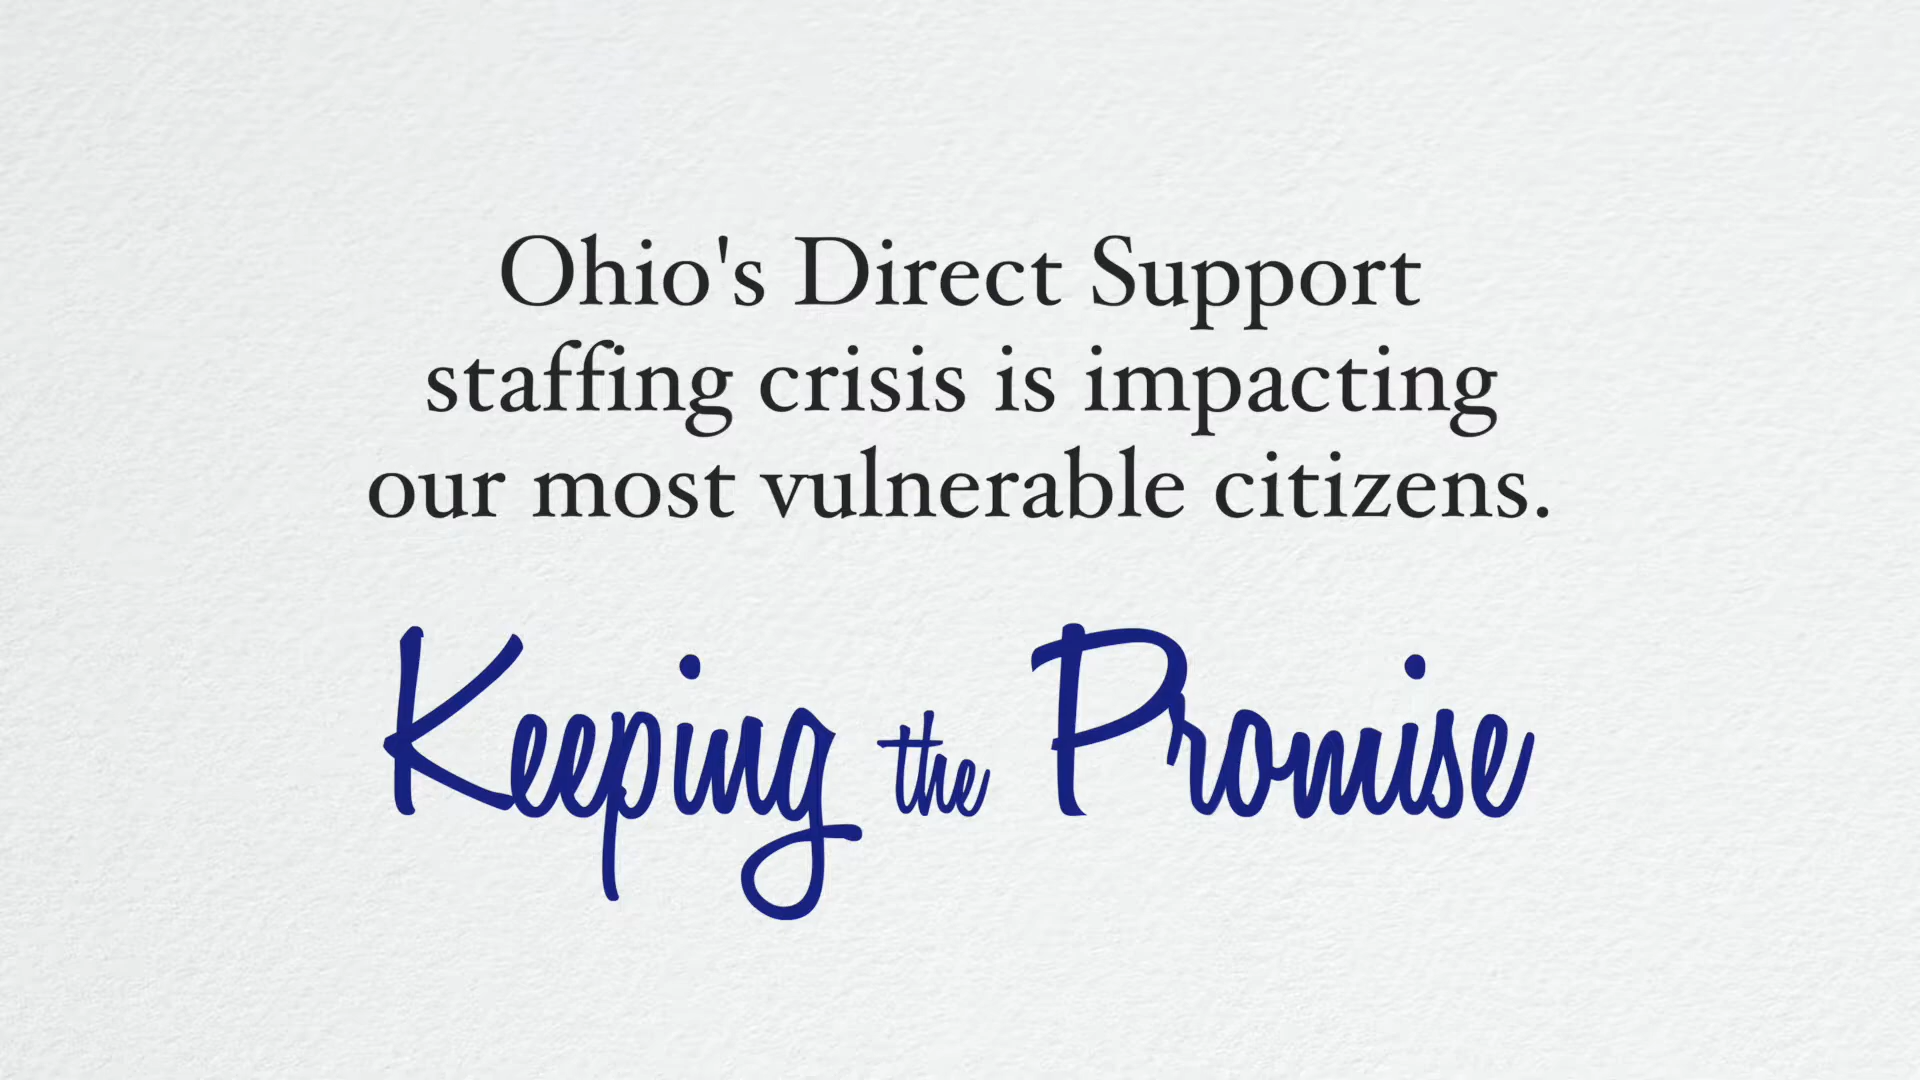 Ohio's Direct Support
staffing crisis is impacting
our most vulnerable citizens.
Keeping the Promise